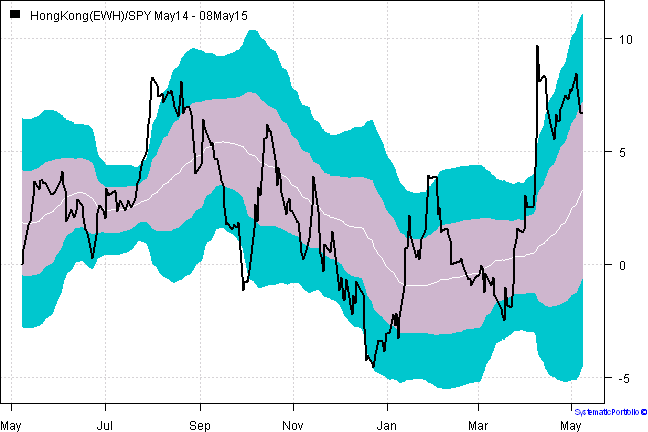 HongKong(EWH)/SPY May14 - 08May15
10
5
0
-5
May Jul Sep Nov Jan Mar May
SystematicPortfolio ©